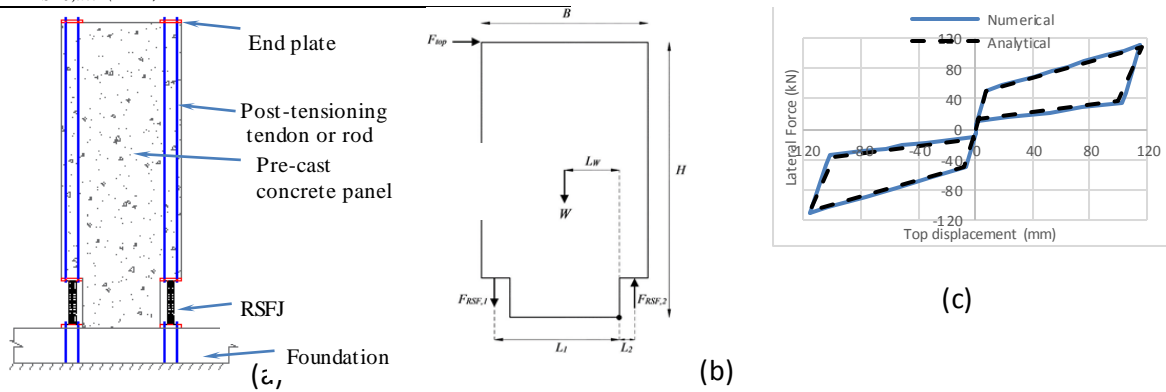 End plate
Post-tensioning
tendon or rod
Pre-cast
concrete panel
RSFJ
Foundation
(a)
B
F_top
L_W
H
W
F_RSF,1
F_RSF,2
L_1
L_2
(b)
Numerical
Analytical
120
80
40
0
-40
-80
-120
-120
-40
0
40
80
120
Lateral Force (kN)
Top displacement (mm)
(c)